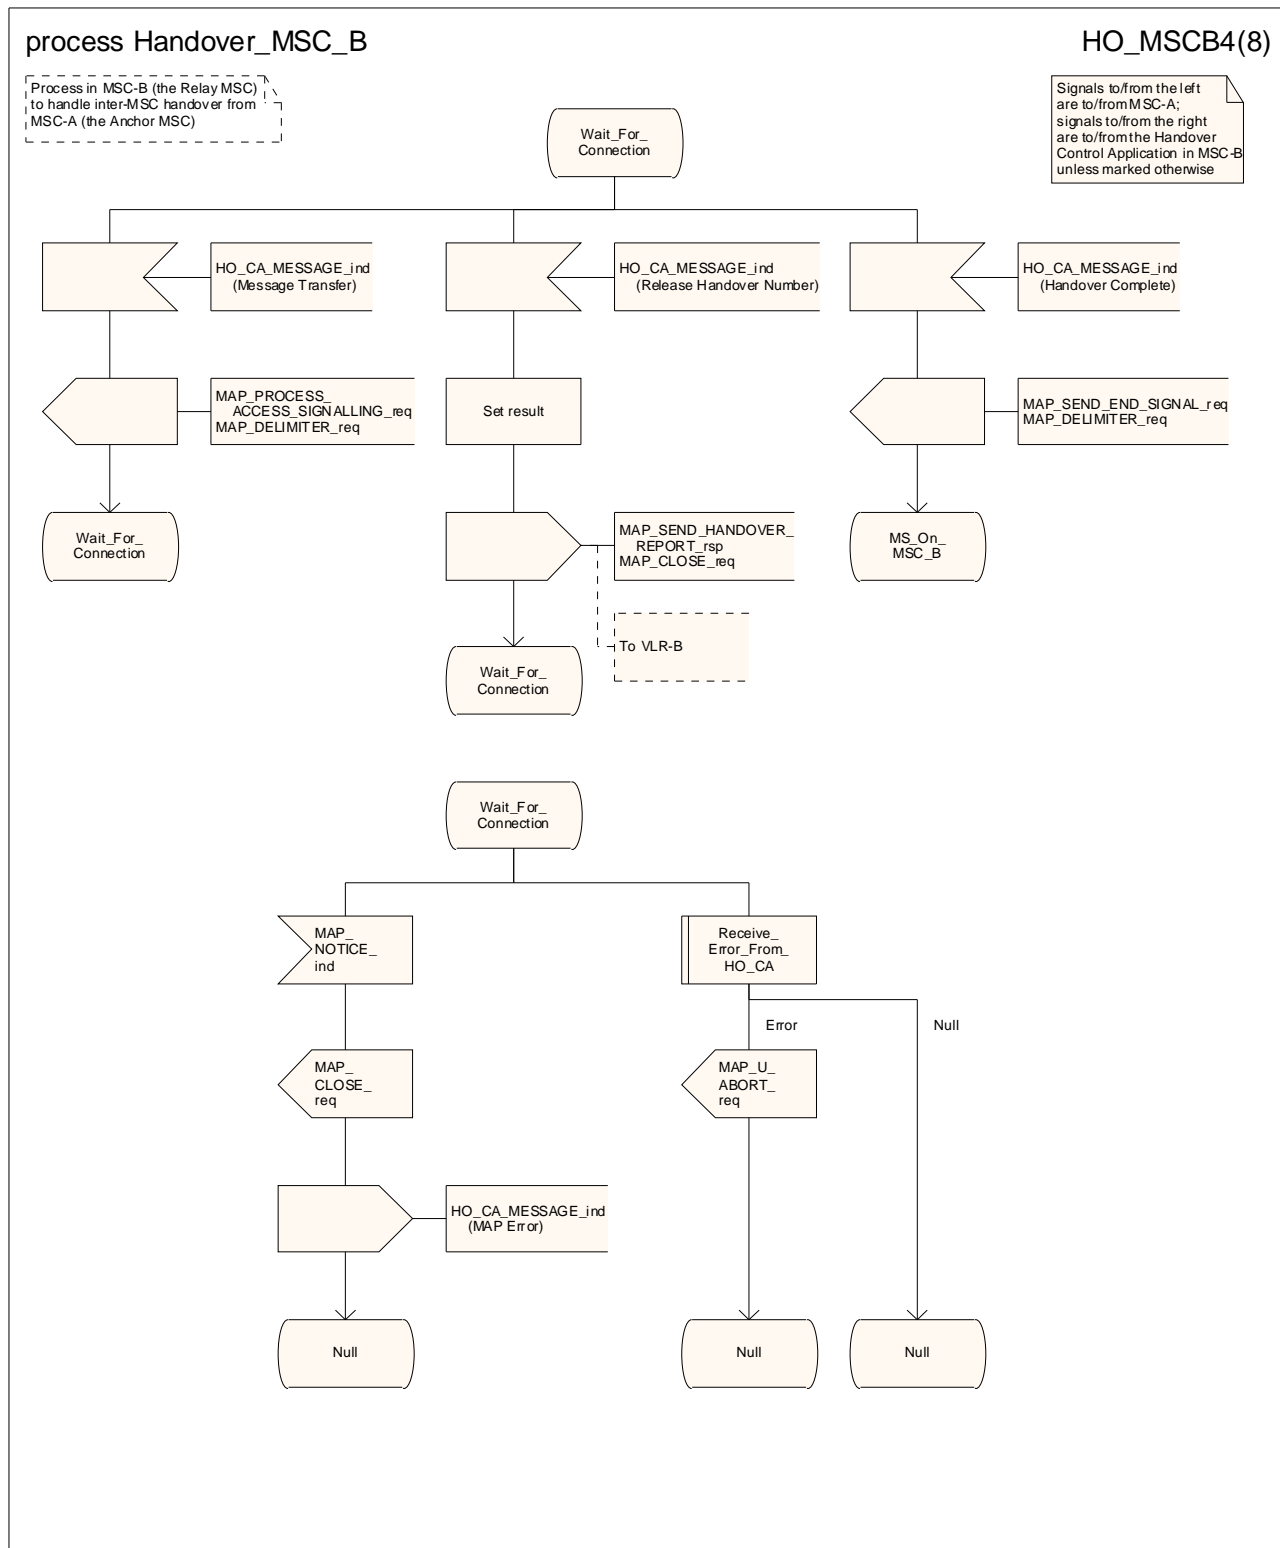 process Handover_MSC_B
HO_MSCB4(8)
Process in MSC-B (the Relay MSC)
to handle inter-MSC handover from
MSC-A (the Anchor MSC)
Signals to/from the left
are to/from MSC-A;
signals to/from the right
are to/from the Handover
Control Application in MSC-B
unless marked otherwise
Wait_For_
Connection
HO_CA_MESSAGE_ind
(Message Transfer)
HO_CA_MESSAGE_ind
(Release Handover Number)
HO_CA_MESSAGE_ind
(Handover Complete)
MAP_PROCESS_
ACCESS_SIGNALLING_req
MAP_DELIMITER_req
Set result
MAP_SEND_END_SIGNAL_req
MAP_DELIMITER_req
Wait_For_
Connection
MAP_SEND_HANDOVER_
REPORT_rsp
MAP_CLOSE_req
MS_On_
MSC_B
To VLR-B
Wait_For_
Connection
Wait_For_
Connection
MAP_
NOTICE_
ind
Receive_
Error_From_
HO_CA
Error
Null
MAP_
CLOSE_
req
MAP_U_
ABORT_
req
HO_CA_MESSAGE_ind
(MAP Error)
Null
Null
Null